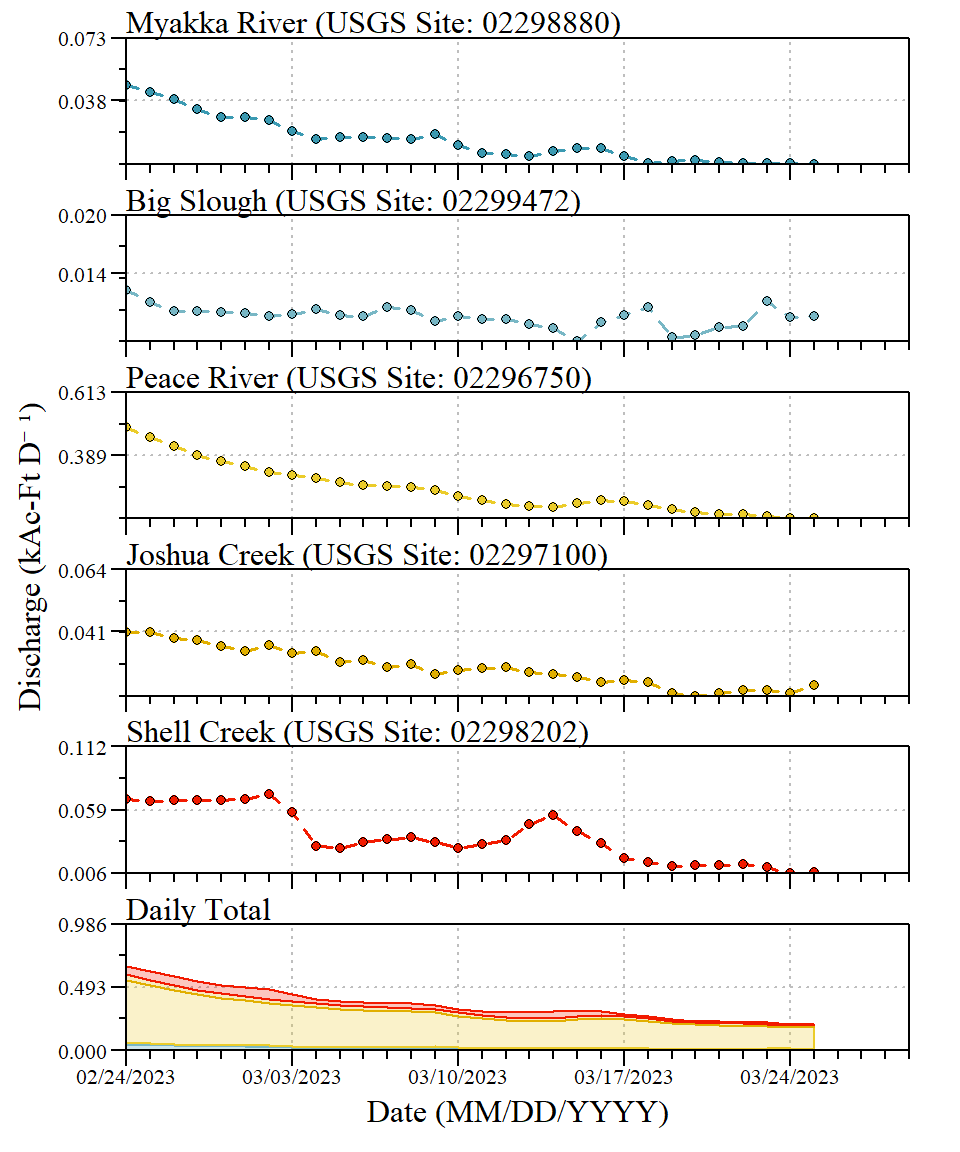 Myakka River (USGS Site: 02298880)
0.073
0.038
Big Slough (USGS Site: 02299472)
0.020
0.014
Peace River (USGS Site: 02296750)
0.613
0.389
Discharge (kAc-Ft D⁻¹)
Joshua Creek (USGS Site: 02297100)
0.064
0.041
Shell Creek (USGS Site: 02298202)
0.112
0.059
0.006
Daily Total
0.986
0.493
0.000
02/24/2023 03/03/2023 03/10/2023 03/17/2023 03/24/2023
Date (MM/DD/YYYY)